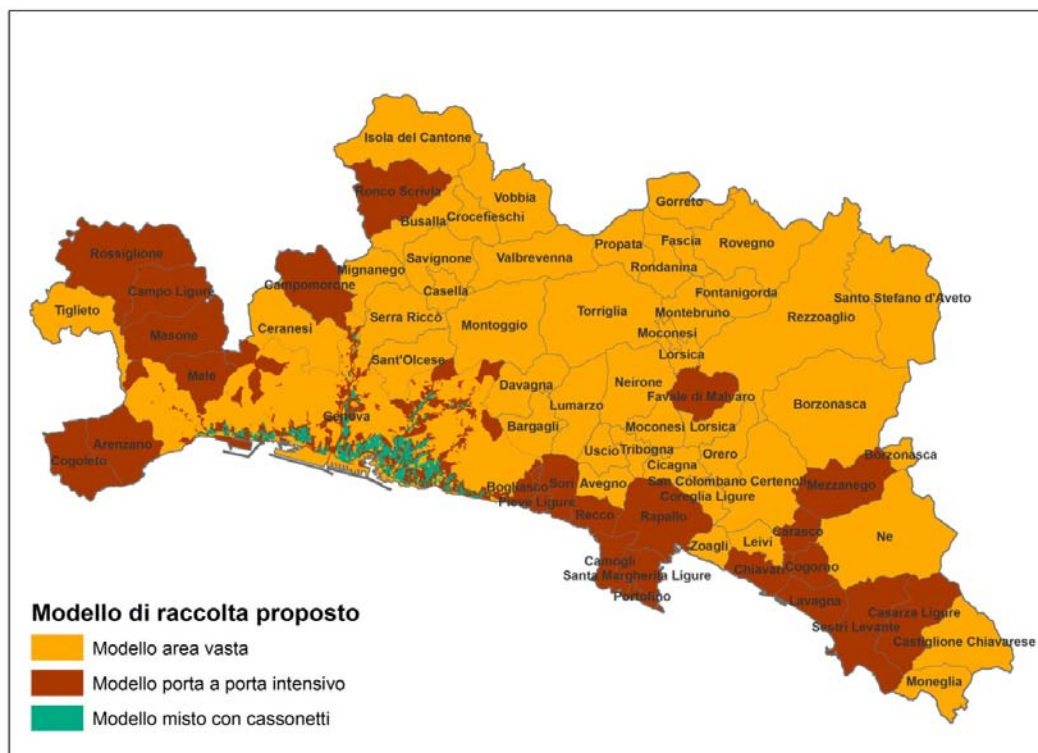 Isola del Cantone
Ronco Scrivia
Vobbia
Gorreto
Busalla
Crocefieschi
Rossiglione
Propata
Fascia
Rovegno
Mignanego
Savignone
Valbrevenna
Rondanina
Campo Ligure
Campomorone
Casella
Fontanigorda
Santo Stefano d'Aveto
Tiglieto
Serra Riccò
Torriglia
Montebruno
Rezzoaglio
Ceranesi
Montoggio
Moconesi
Masone
Sant'Olcese
Lorsica
Mele
Davagna
Neirone
Favale di Malvaro
Borzonasca
Genova
Lumarzo
Bargagli
Moconesi
Lorsica
Arenzano
Uscio
Tribogna
Orero
Borzonasca
Cogoleto
Cicagna
Bogliasco
Sori
Avegno
San Colombano Certenoli
Mezzanego
Pieve Ligure
Coreglia Ligure
Recco
Rapallo
Carasco
Ne
Zoagli
Leivi
Camogli
Chiavari
Cogorno
Santa Margherita Ligure
Portofino
Lavagna
Casarza Ligure
Sestri Levante
Castiglione Chiavarese
Moneglia
Modello di raccolta proposto
Modello area vasta
Modello porta a porta intensivo
Modello misto con cassonetti